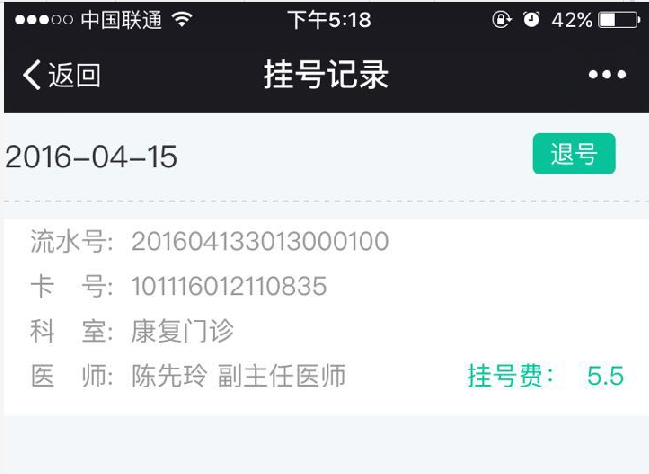 中国联通 下午5:18 42%
返回 挂号记录
2016-04-15 退号
流水号: 201604133013000100
卡 号: 101116012110835
科 室: 康复门诊
医 师: 陈先玲 副主任医师 挂号费: 5.5